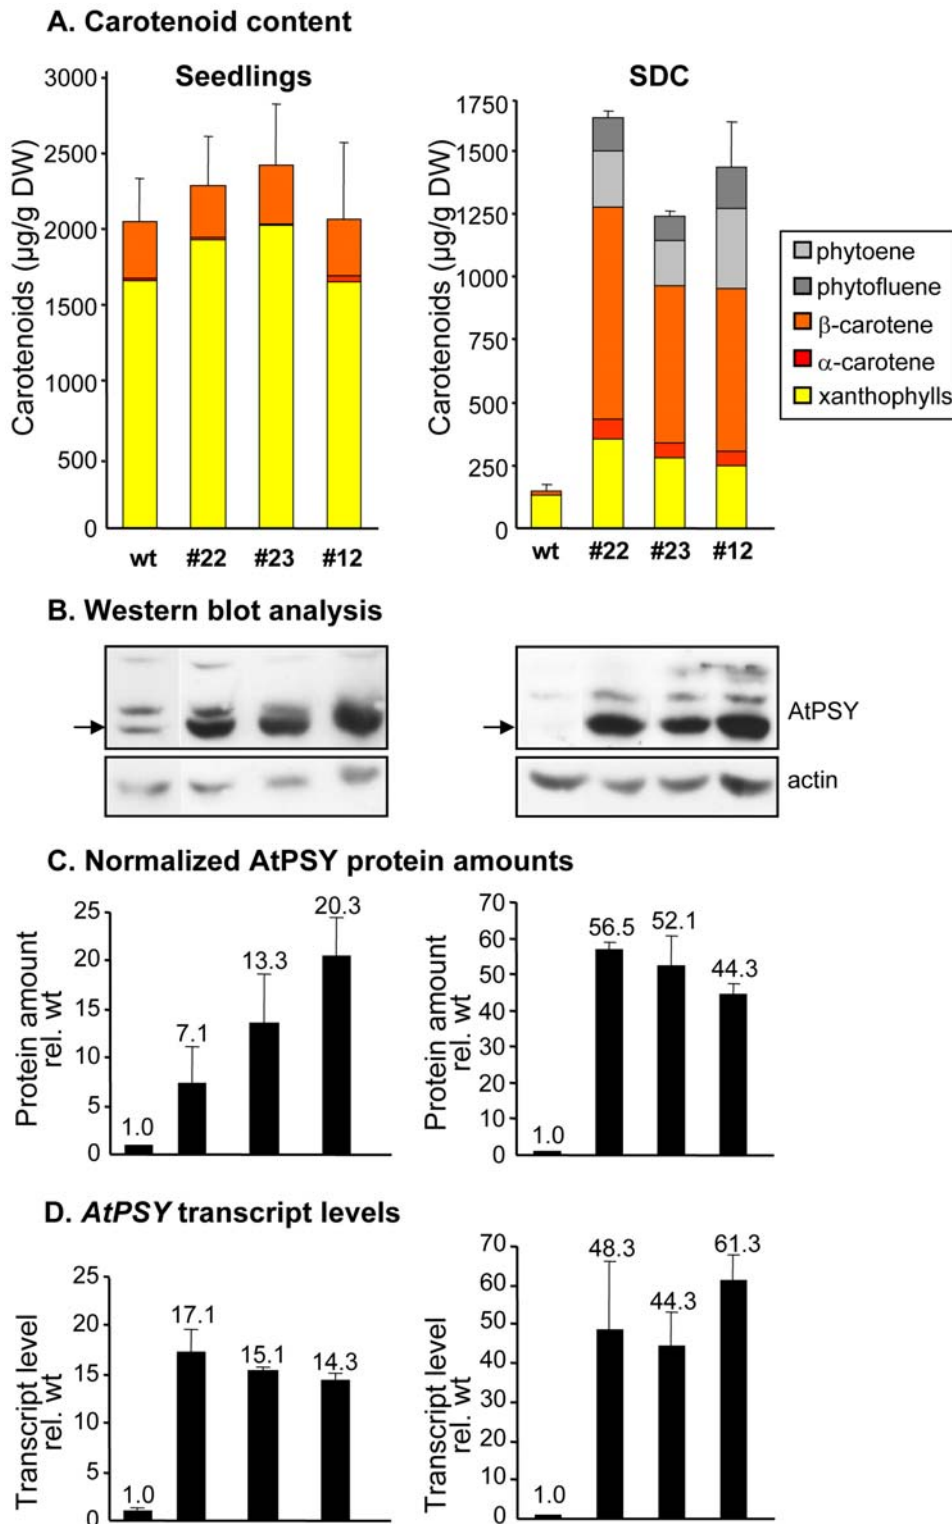 A. Carotenoid content
Seedlings
Carotenoids (µg/g DW)
3000
2500
2000
1500
1000
500
0
wt #22 #23 #12
SDC
Carotenoids (µg/g DW)
1750
1500
1250
1000
750
500
250
0
wt #22 #23 #12
phytoene
phytofluene
β-carotene
α-carotene
xanthophylls
B. Western blot analysis
AtPSY
actin
C. Normalized AtPSY protein amounts
Protein amount
rel. wt
25
20
15
10
5
0
1.0
7.1
13.3
20.3
Protein amount
rel. wt
70
60
50
40
30
20
10
0
1.0
56.5
52.1
44.3
D. AtPSY transcript levels
Transcript level
rel. wt
25
20
15
10
5
0
1.0
17.1
15.1
14.3
Transcript level
rel. wt
70
60
50
40
30
20
10
0
1.0
48.3
44.3
61.3